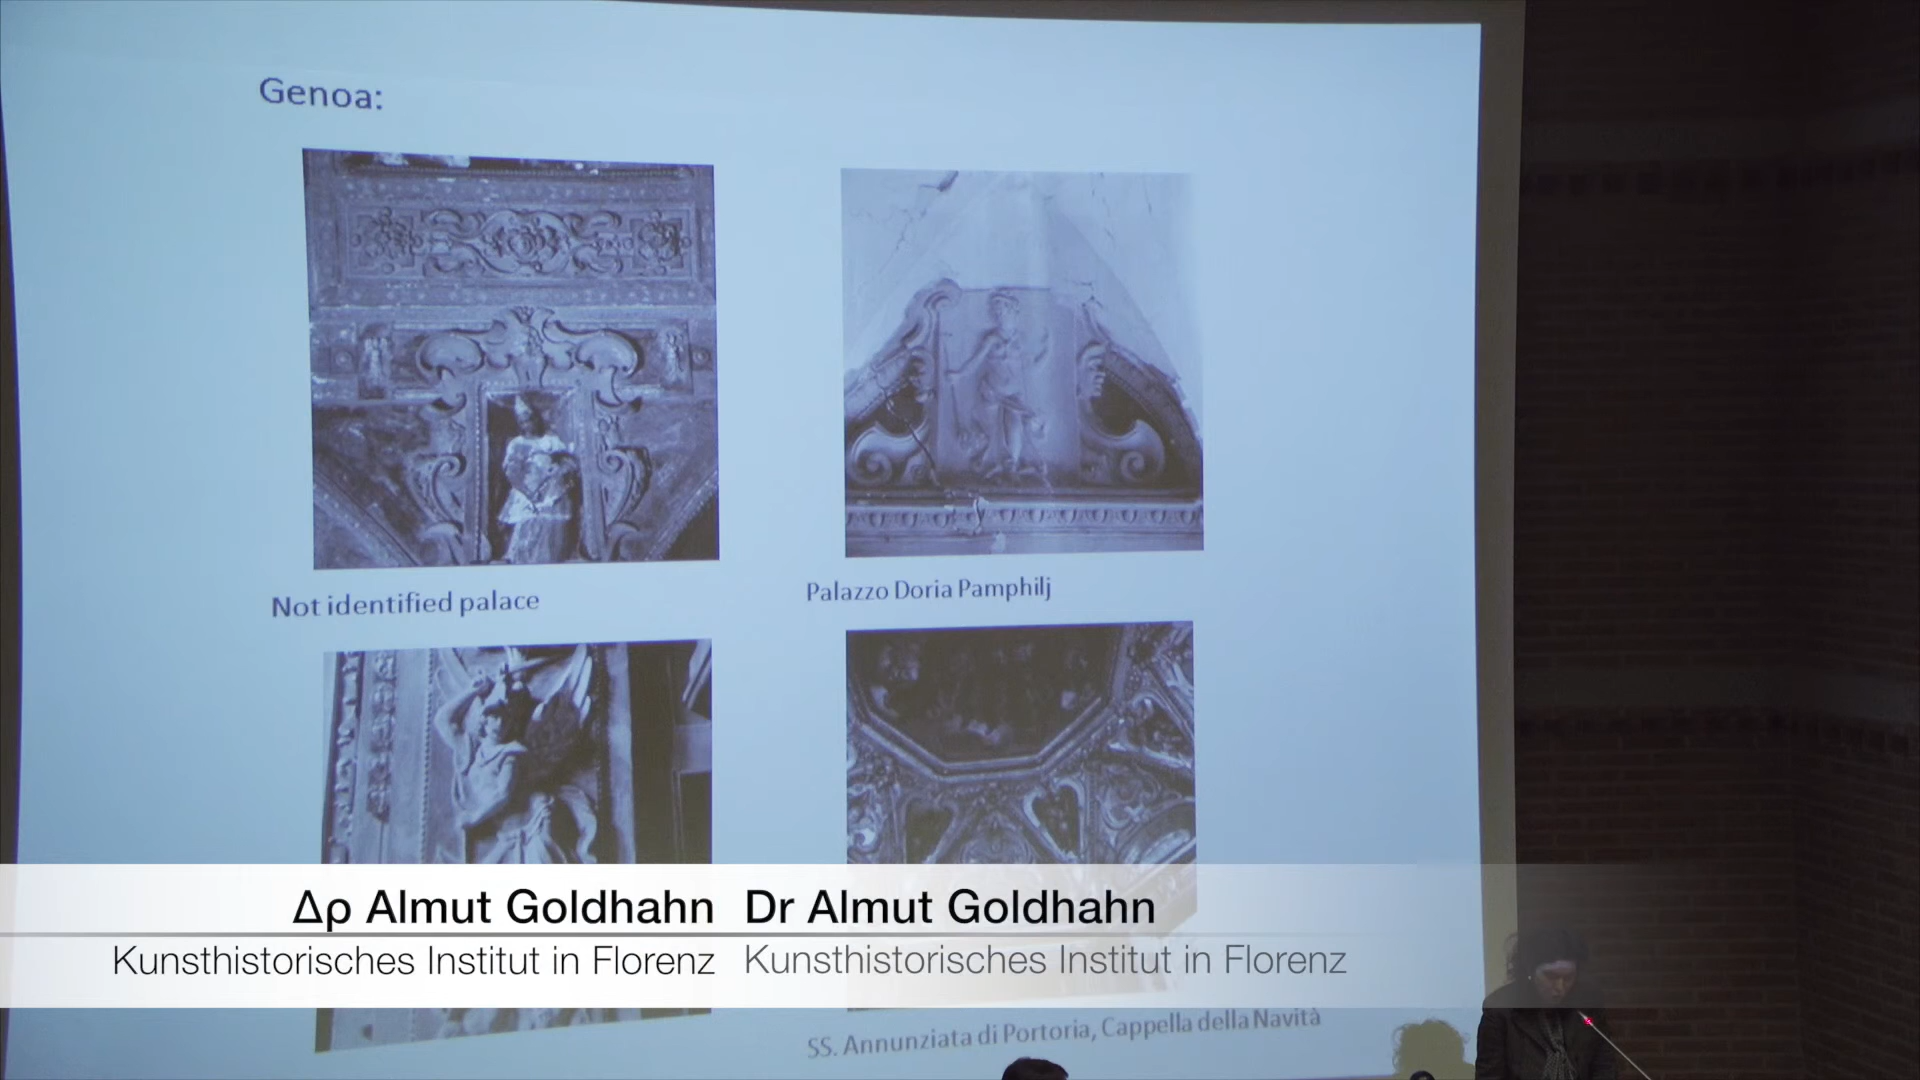 Genoa:
Not identified palace
Palazzo Doria Pamphilj
Δρ Almut Goldhahn
Kunsthistorisches Institut in Florenz
Dr Almut Goldhahn
Kunsthistorisches Institut in Florenz
SS. Annunziata di Portoria, Cappella della Navità